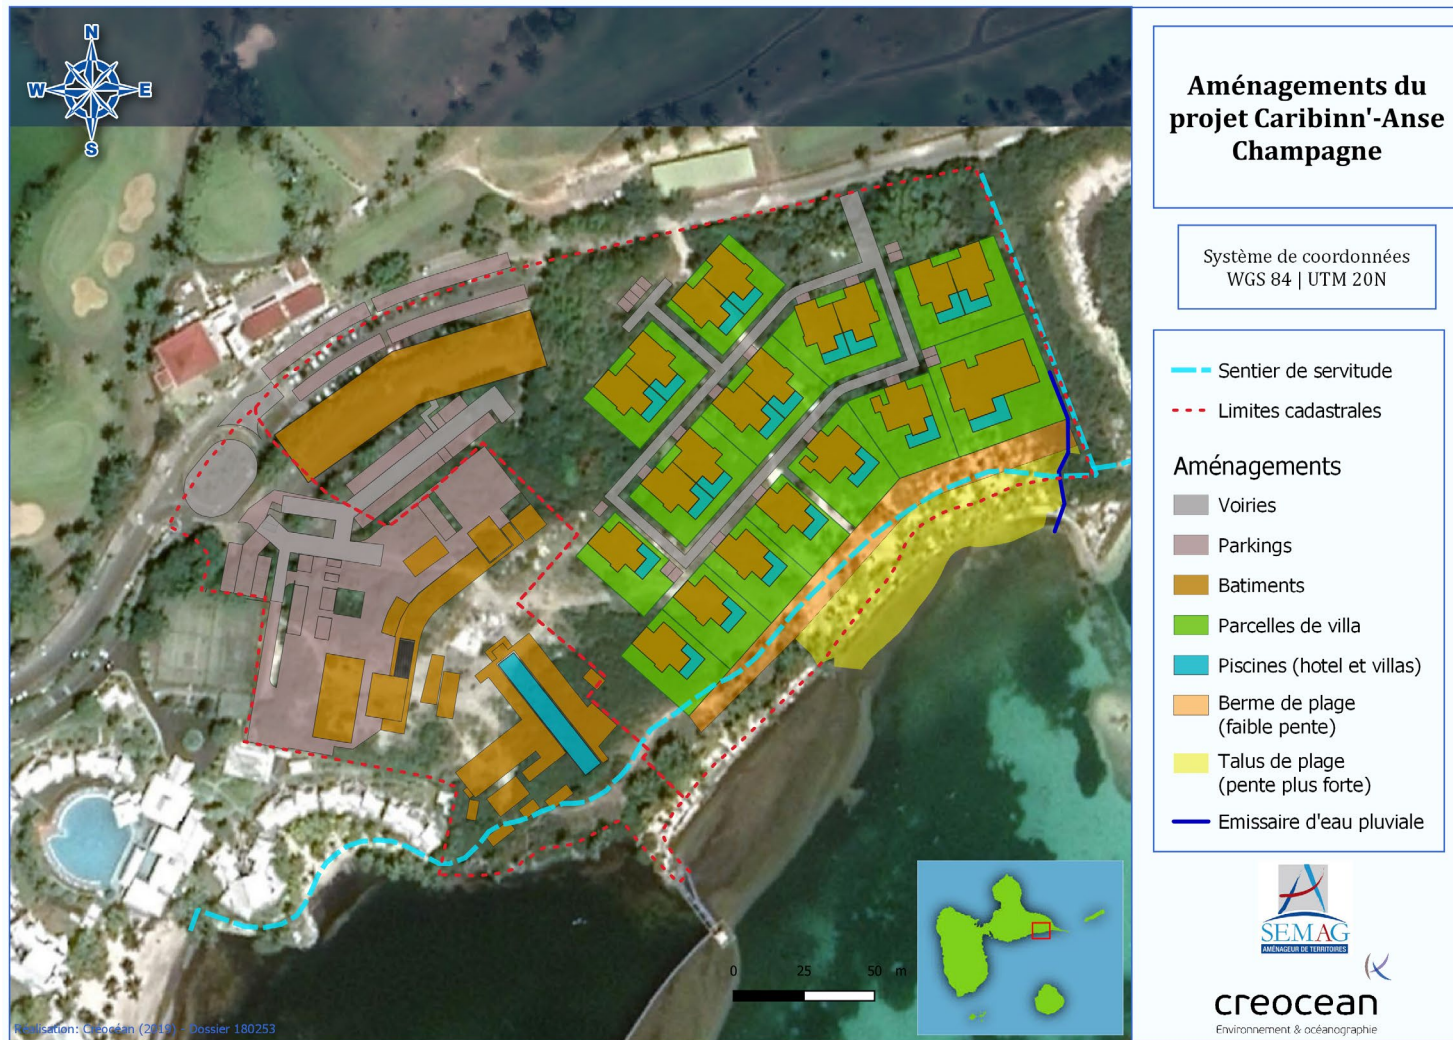 N
W
E
S
Aménagements du
projet Caribinn'-Anse
Champagne
Système de coordonnées
WGS 84 | UTM 20N
Sentier de servitude
Limites cadastrales
Aménagements
Voiries
Parkings
Batiments
Parcelles de villa
Piscines (hotel et villas)
Berme de plage
(faible pente)
Talus de plage
(pente plus forte)
Emissaire d'eau pluviale
SEMAG
AMÉNAGEUR DE TERRITOIRES
creocean
Environnement & océanographie
0 25 50 m
Réalisation: Créocéan (2019) - Dossier 180253